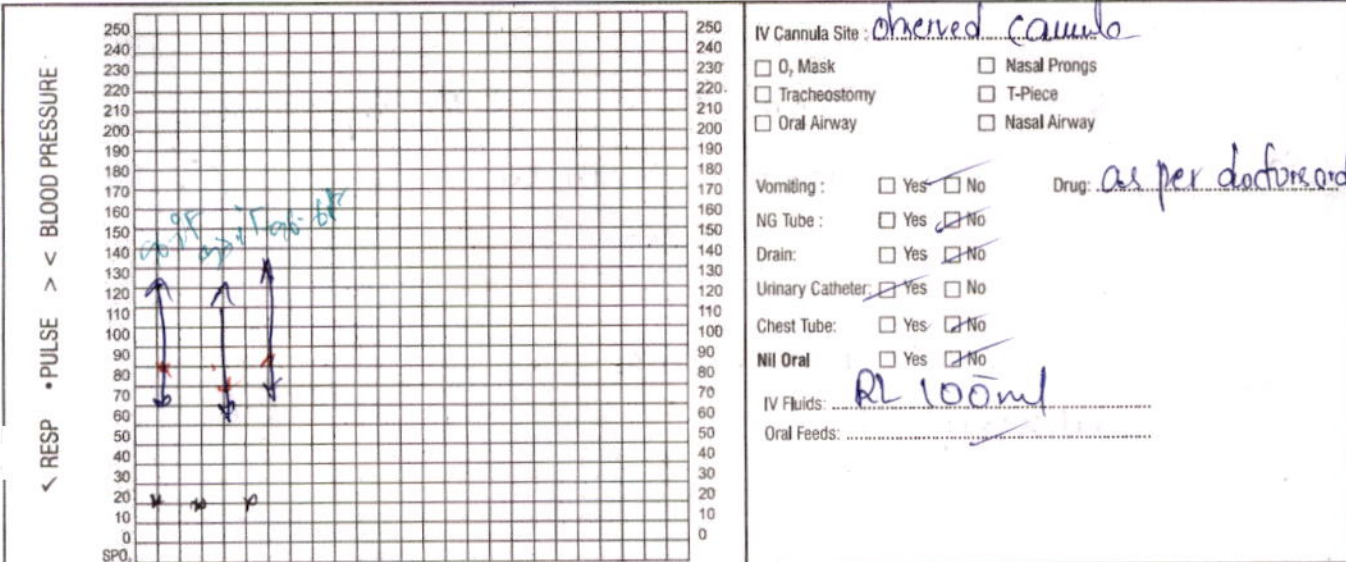 250 250
240 240
230 230
220 220
210 210
200 200
190 190
180 180
170 170
160 160
150 150
140 140
130 130
120 120
110 110
100 100
90 90
80 80
70 70
60 60
50 50
40 40
30 30
20 20
10 10
0 0
SPO₂
< RESP • PULSE > < BLOOD PRESSURE
IV Cannula Site : observed
O₂ Mask Nasal Prongs
Tracheostomy T-Piece
Oral Airway Nasal Airway
Vomiting : Yes No Drug: as per doctors ord
NG Tube : Yes No
Drain: Yes No
Urinary Catheter: Yes No
Chest Tube: Yes No
Nil Oral Yes No
IV Fluids: RL 100ml
Oral Feeds: